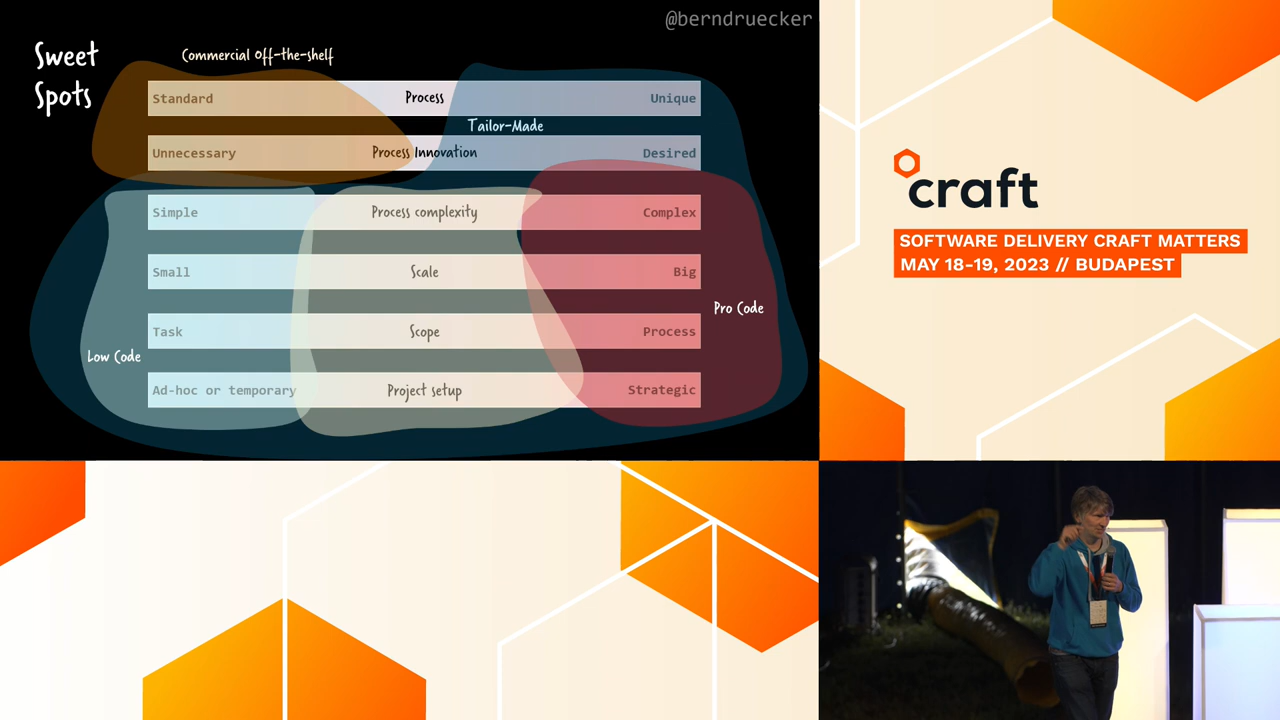 @berndruecker
Sweet
Spots
Commercial Off-the-shelf
Standard Process Unique
Tailor-Made
Unnecessary Process Innovation Desired
Simple Process complexity Complex
Small Scale Big
Pro Code
Task Scope Process
Low Code
Ad-hoc or temporary Project setup Strategic
craft
SOFTWARE DELIVERY CRAFT MATTERS
MAY 18-19, 2023 // BUDAPEST